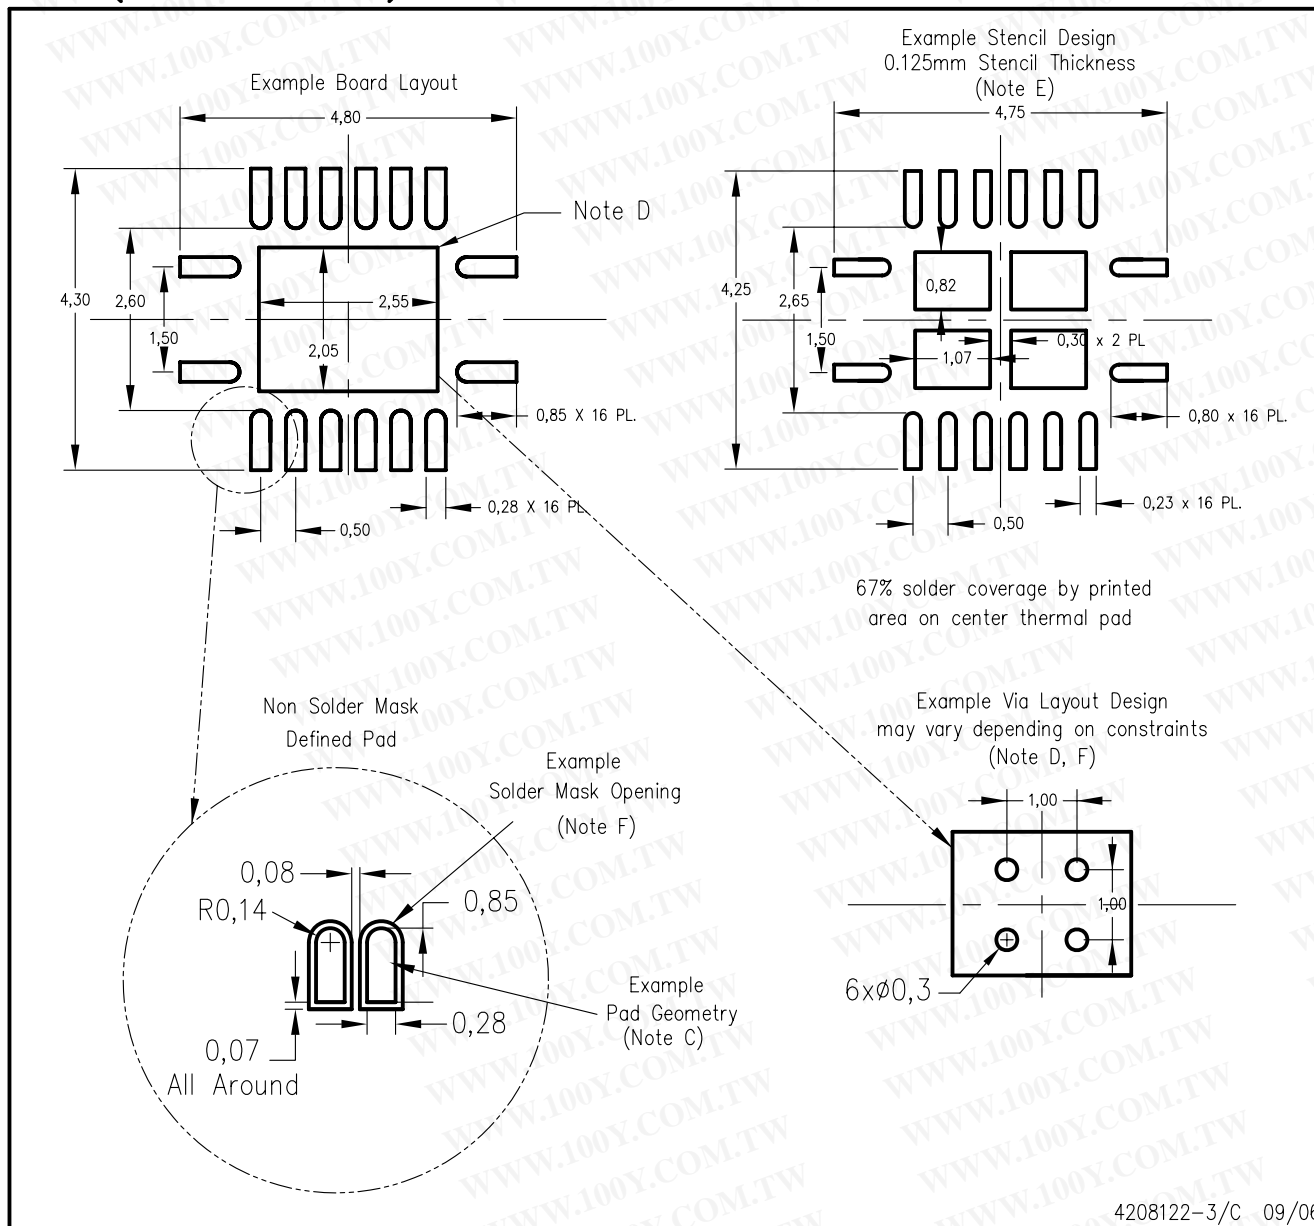 Example Board Layout
4,80
Note D
4,30
2,60
1,50
2,55
2,05
0,85 X 16 PL.
0,28 X 16 PL
0,50
Example Stencil Design
0.125mm Stencil Thickness
(Note E)
4,75
4,25
2,65
1,50
0,82
1,07
0,30 x 2 PL
0,80 x 16 PL.
0,23 x 16 PL.
0,50
67% solder coverage by printed
area on center thermal pad
Non Solder Mask
Defined Pad
Example
Solder Mask Opening
(Note F)
0,08
R0,14
0,85
Example
Pad Geometry
(Note C)
0,28
0,07
All Around
Example Via Layout Design
may vary depending on constraints
(Note D, F)
1,00
1,00
6xø0,3
4208122-3/C 09/06
WWW.100Y.COM.TW